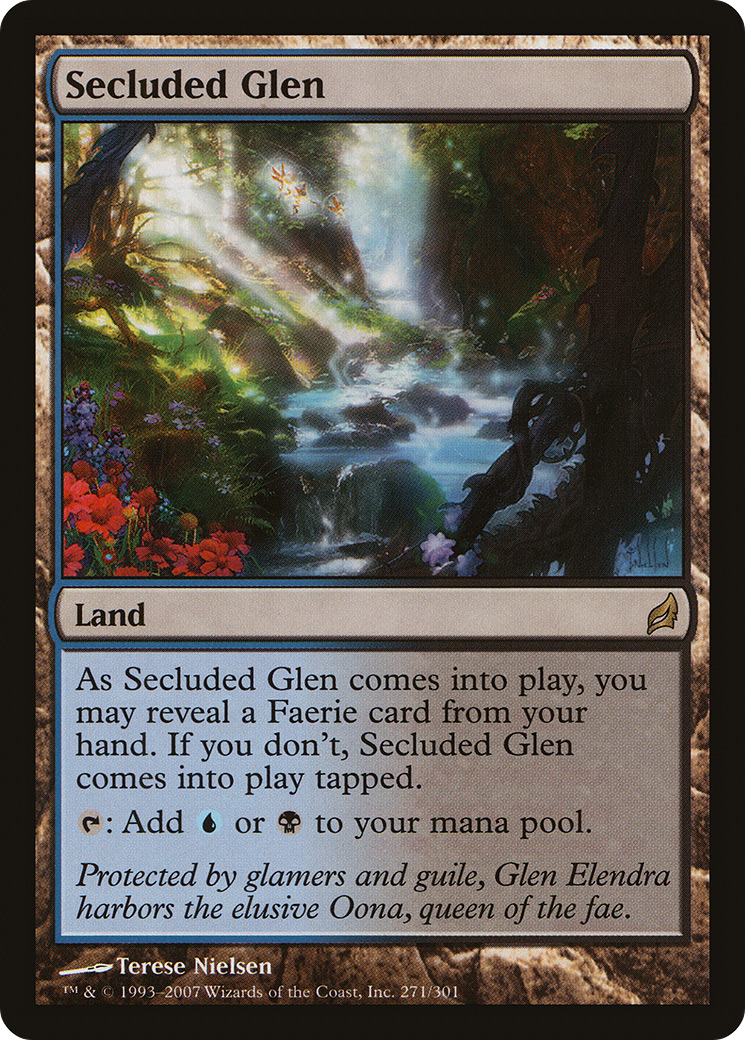 Secluded Glen
Land
As Secluded Glen comes into play, you
may reveal a Faerie card from your
hand. If you don't, Secluded Glen
comes into play tapped.
: Add or to your mana pool.
Protected by glamers and guile, Glen Elendra
harbors the elusive Oona, queen of the fae.
Terese Nielsen
™ & © 1993–2007 Wizards of the Coast, Inc. 271/301